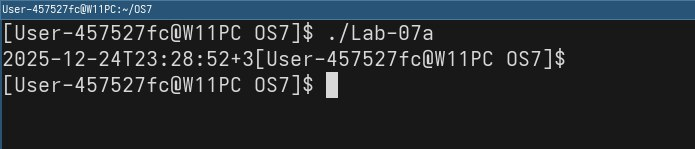 User-457527fc@W11PC:~/OS7
[User-457527fc@W11PC OS7]$ ./Lab-07a
2025-12-24T23:28:52+3[User-457527fc@W11PC OS7]$
[User-457527fc@W11PC OS7]$